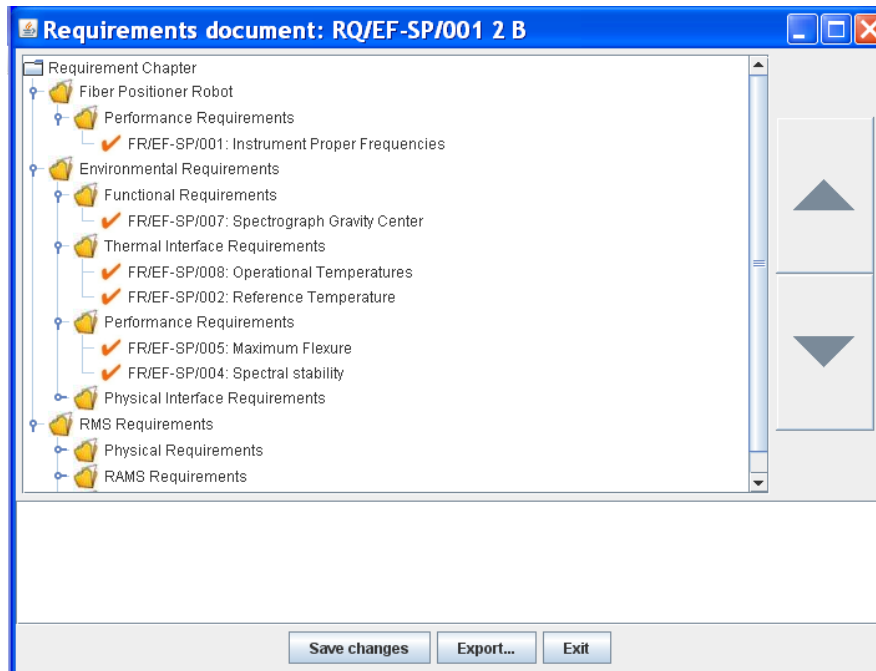 Requirements document: RQ/EF-SP/001 2 B
Requirement Chapter
Fiber Positioner Robot
Performance Requirements
FR/EF-SP/001: Instrument Proper Frequencies
Environmental Requirements
Functional Requirements
FR/EF-SP/007: Spectrograph Gravity Center
Thermal Interface Requirements
FR/EF-SP/008: Operational Temperatures
FR/EF-SP/002: Reference Temperature
Performance Requirements
FR/EF-SP/005: Maximum Flexure
FR/EF-SP/004: Spectral stability
Physical Interface Requirements
RMS Requirements
Physical Requirements
RAMS Requirements
Save changes Export... Exit